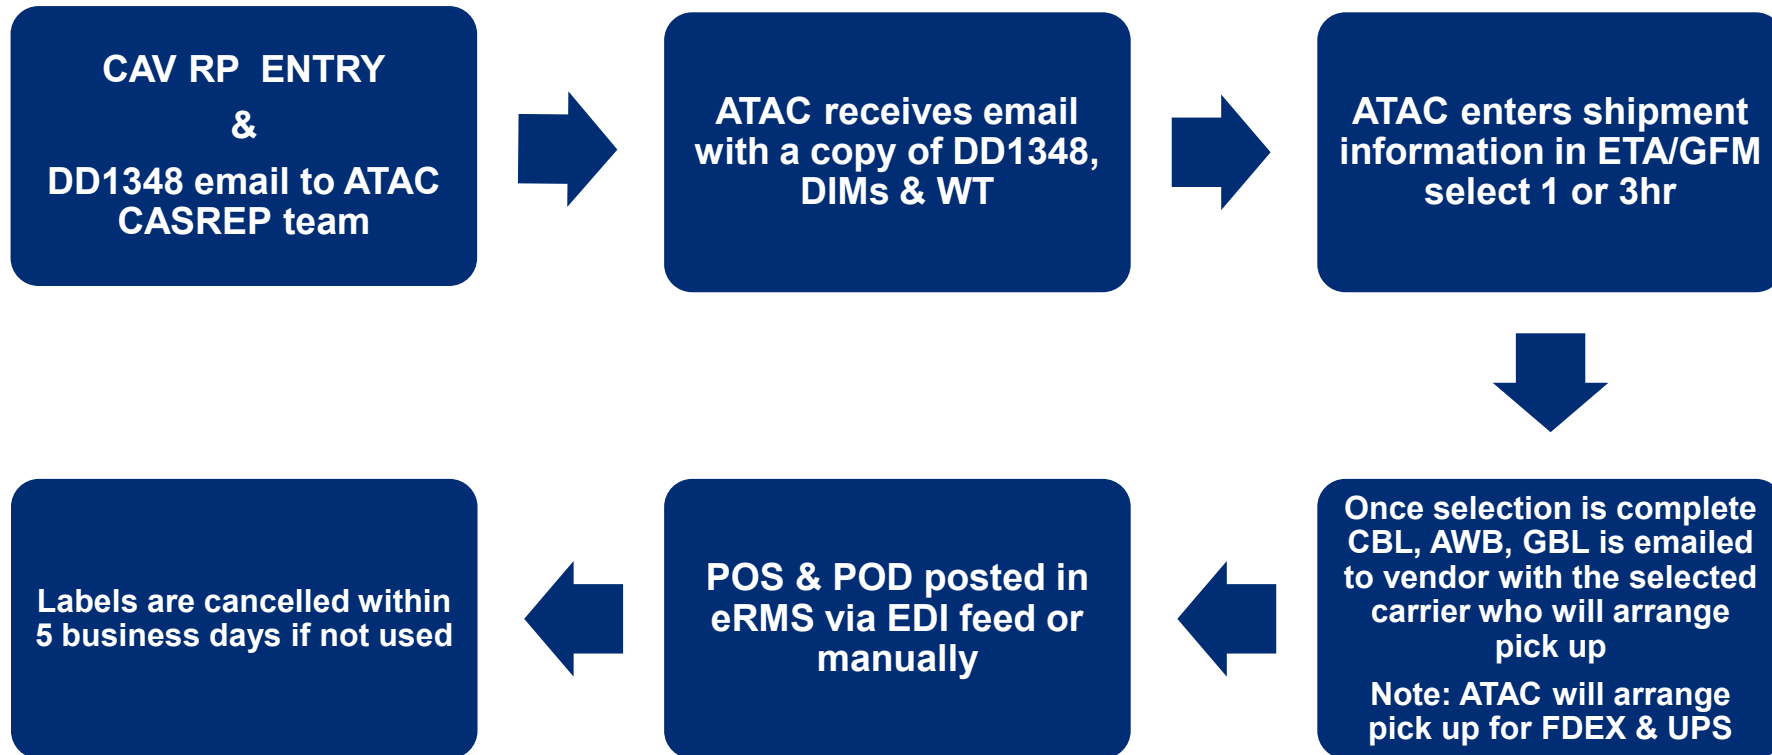 CAV RP ENTRY
&
DD1348 email to ATAC
CASREP team
ATAC receives email
with a copy of DD1348,
DIMs & WT
ATAC enters shipment
information in ETA/GFM
select 1 or 3hr
Once selection is complete
CBL, AWB, GBL is emailed
to vendor with the selected
carrier who will arrange
pick up
Note: ATAC will arrange
pick up for FDEX & UPS
POS & POD posted in
eRMS via EDI feed or
manually
Labels are cancelled within
5 business days if not used